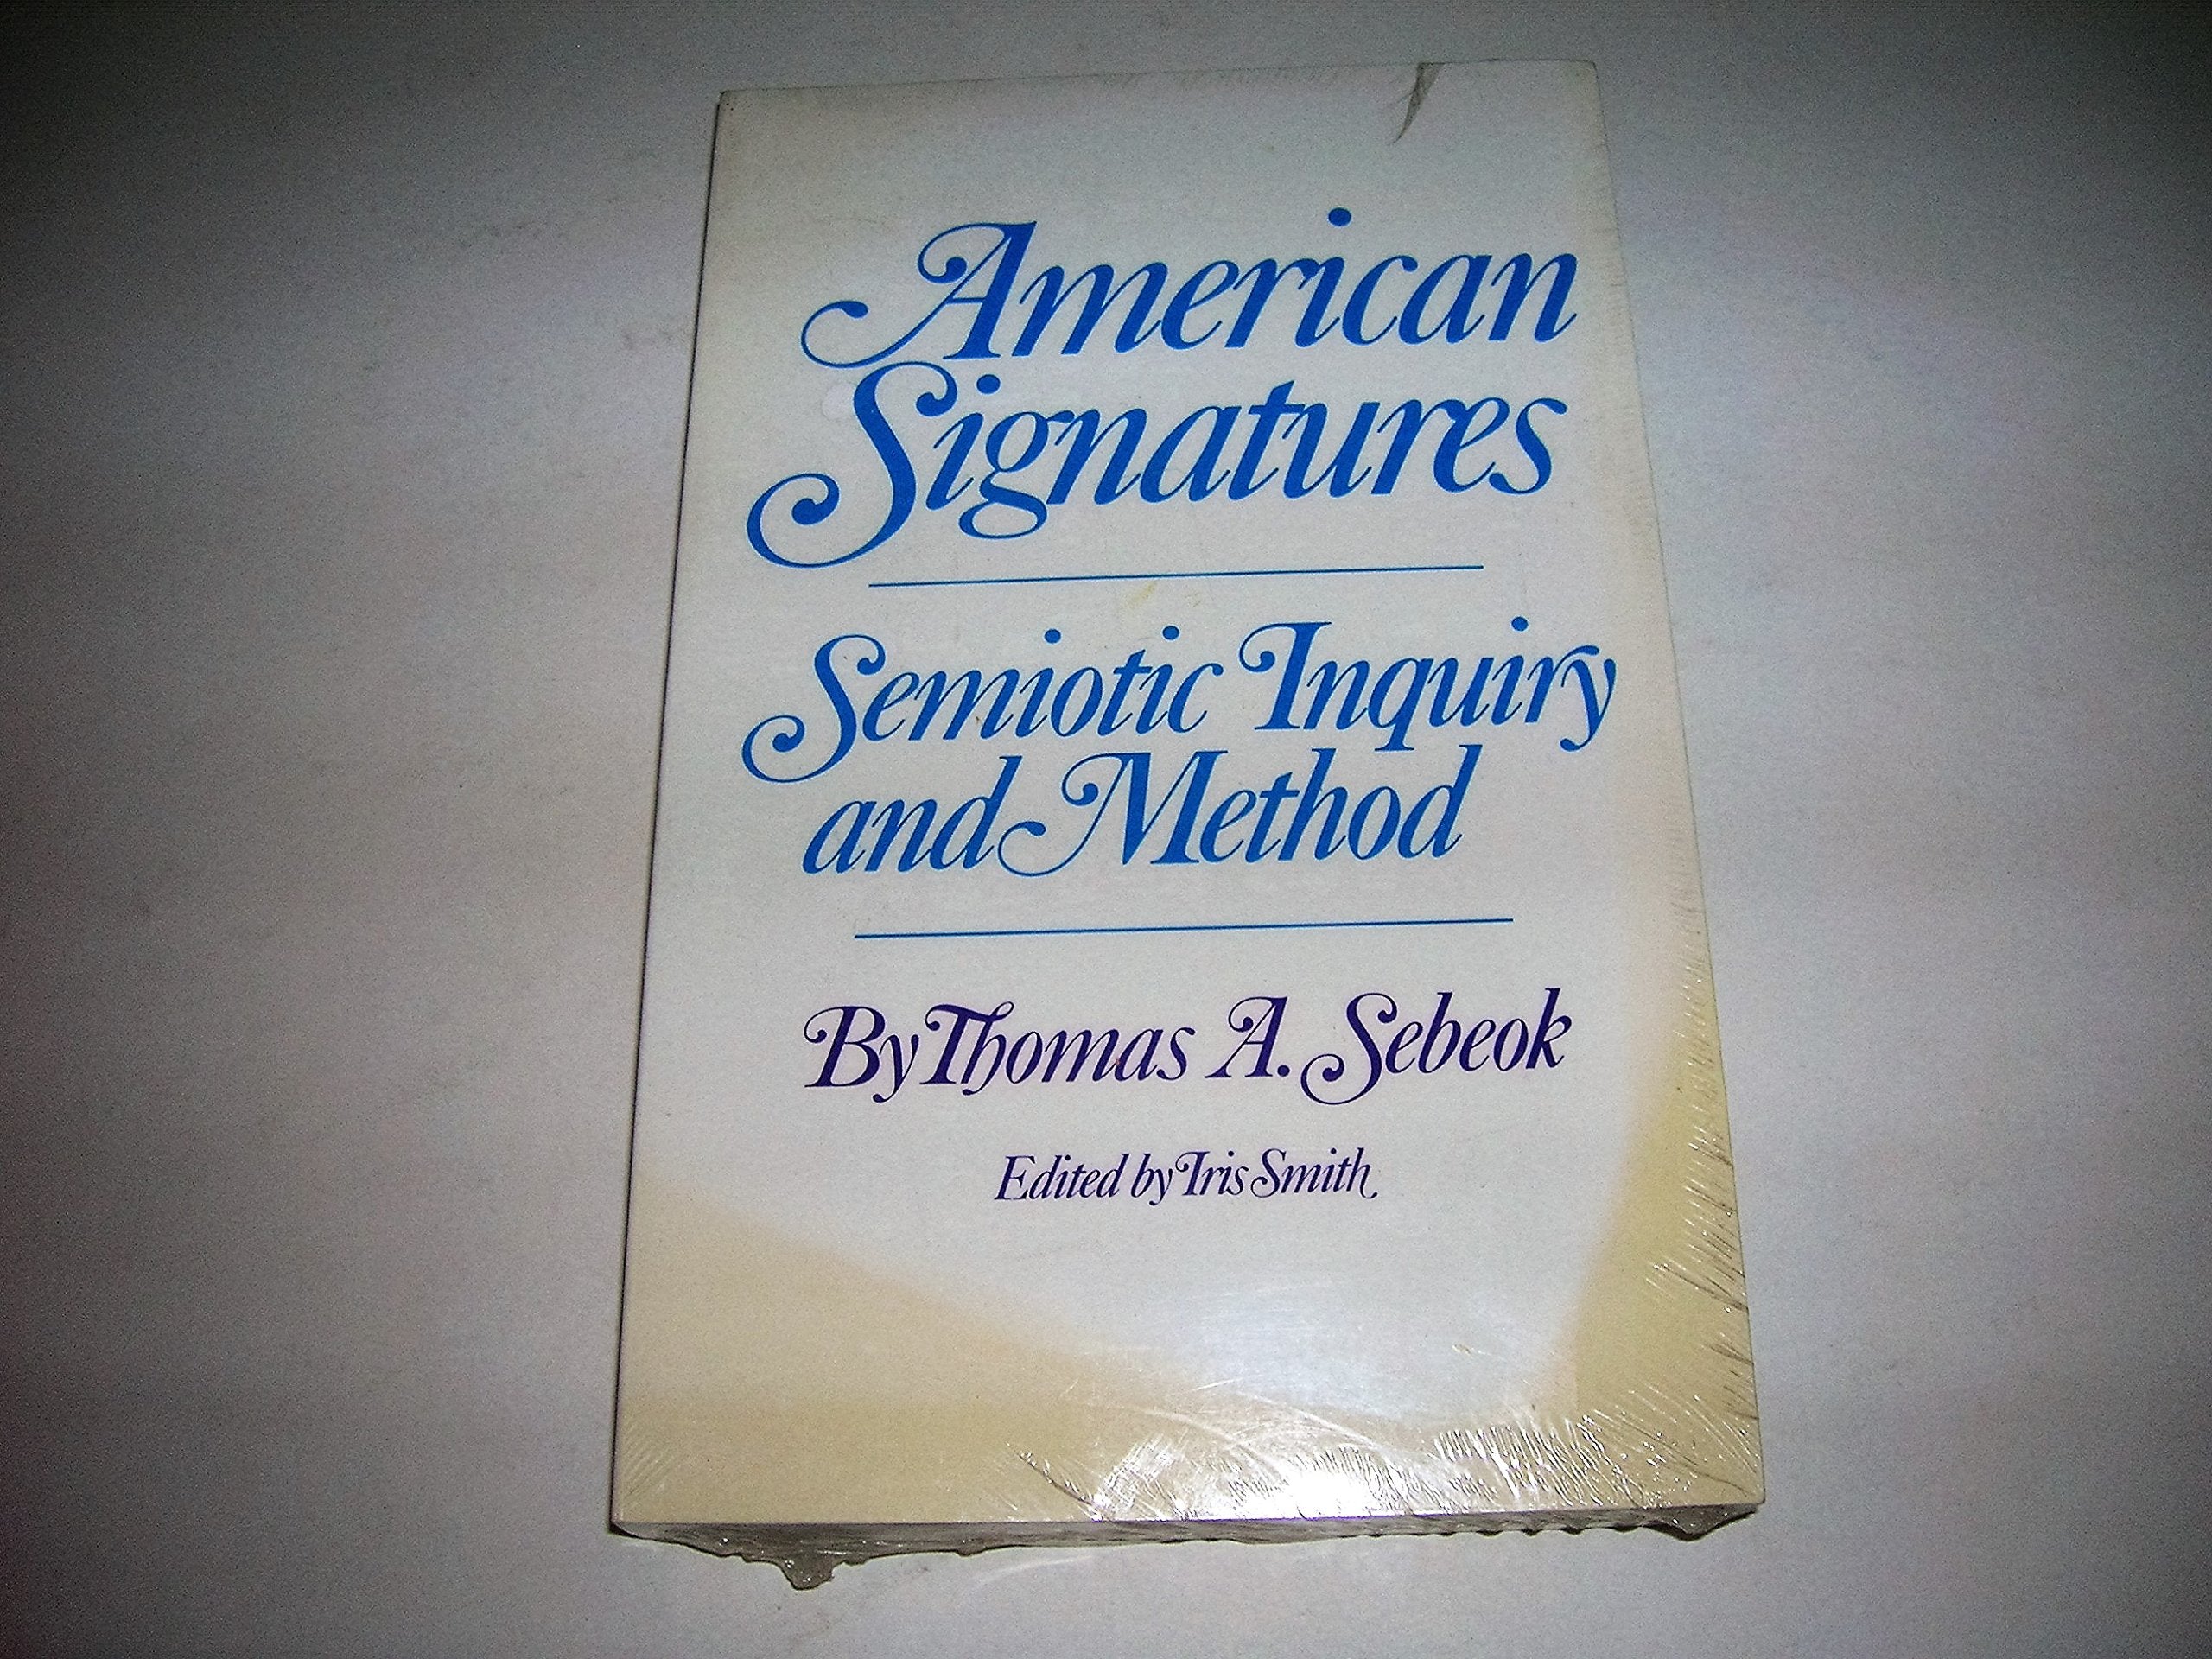 American
Signatures
Semiotic Inquiry
and Method
By Thomas A. Sebeok
Edited by Iris Smith